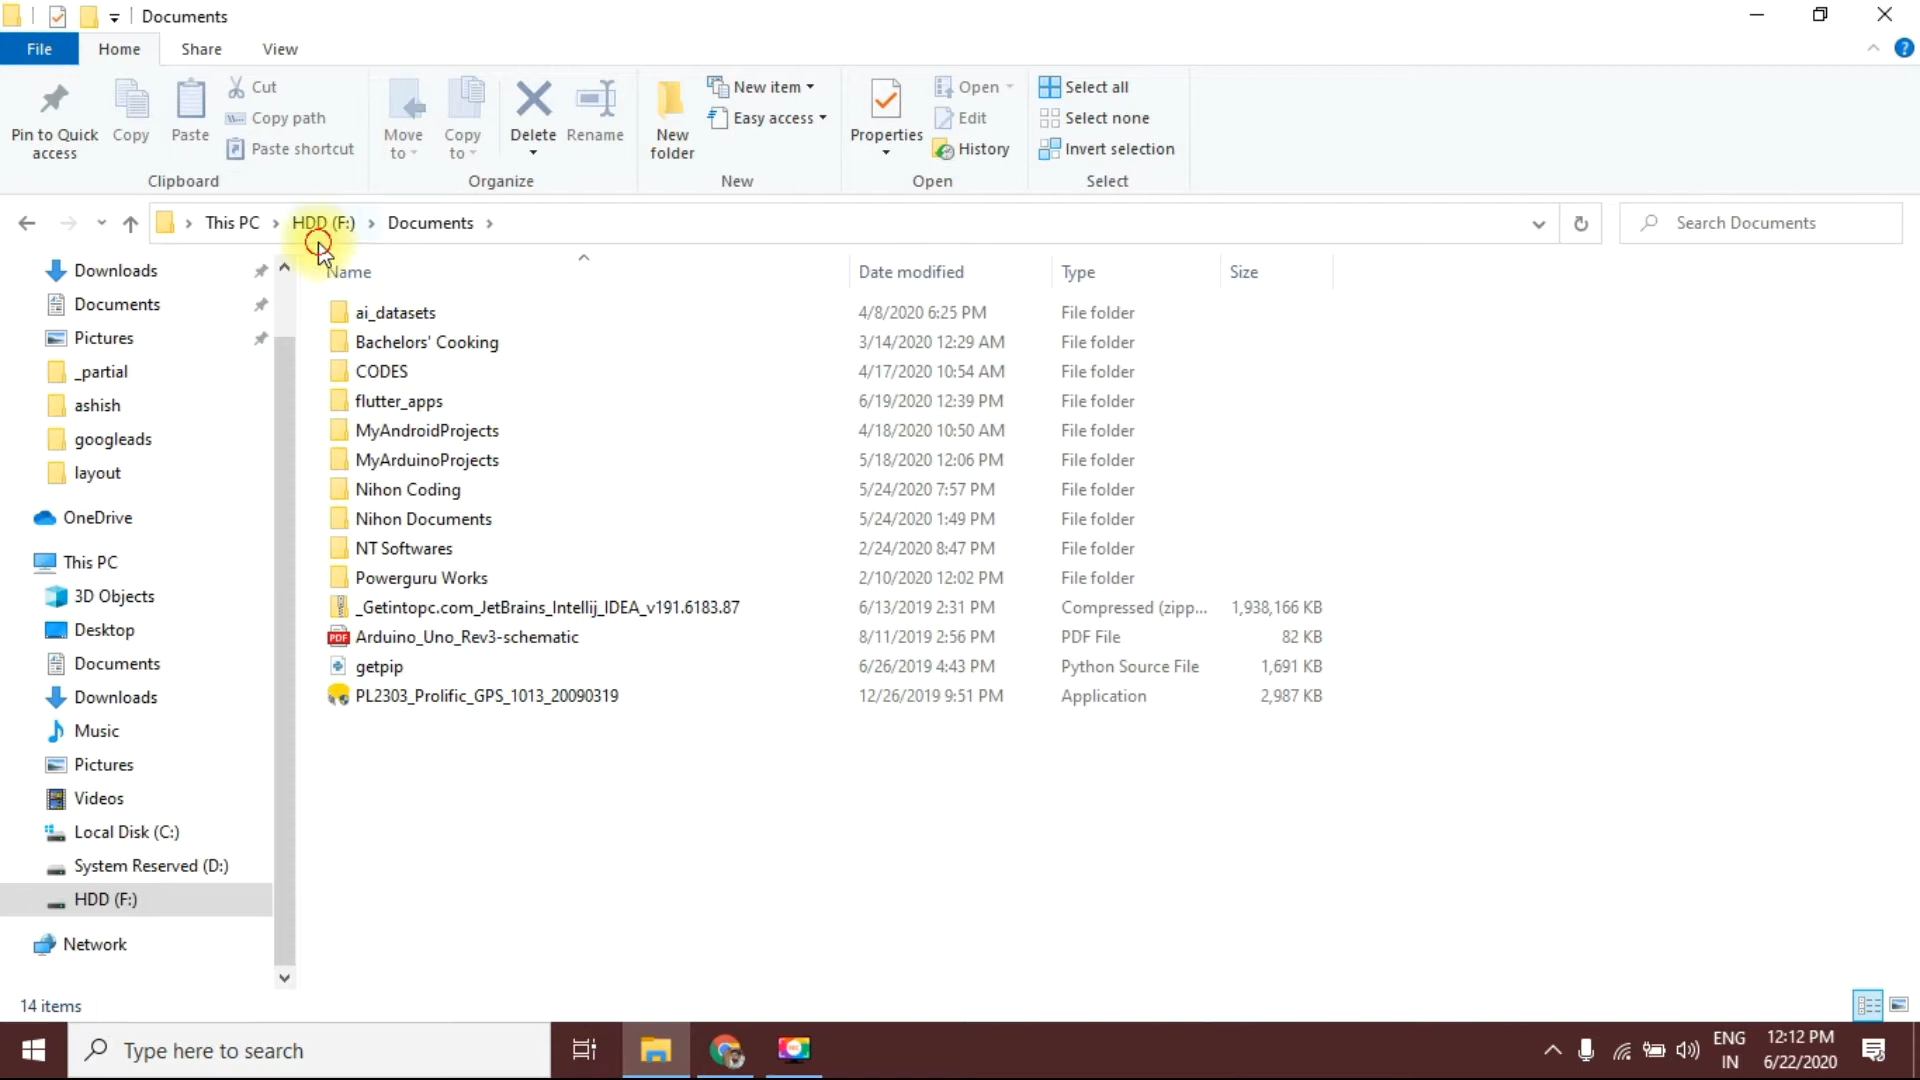 Documents
File Home Share View
Pin to Quick access
Copy
Paste
Cut
Copy path
Paste shortcut
Move to
Copy to
Delete
Rename
New folder
New item
Easy access
Properties
Open
Edit
History
Select all
Select none
Invert selection
Clipboard Organize New Open Select
This PC HDD (F:) Documents
Search Documents
Name Date modified Type Size
Downloads
Documents
Pictures
_partial
ashish
googleads
layout
OneDrive
This PC
3D Objects
Desktop
Documents
Downloads
Music
Pictures
Videos
Local Disk (C:)
System Reserved (D:)
HDD (F:)
Network
ai_datasets 4/8/2020 6:25 PM File folder
Bachelors' Cooking 3/14/2020 12:29 AM File folder
CODES 4/17/2020 10:54 AM File folder
flutter_apps 6/19/2020 12:39 PM File folder
MyAndroidProjects 4/18/2020 10:50 AM File folder
MyArduinoProjects 5/18/2020 12:06 PM File folder
Nihon Coding 5/24/2020 7:57 PM File folder
Nihon Documents 5/24/2020 1:49 PM File folder
NT Softwares 2/24/2020 8:47 PM File folder
Powerguru Works 2/10/2020 12:02 PM File folder
_Getintopc.com_JetBrains_Intellij_IDEA_v191.6183.87 6/13/2019 2:31 PM Compressed (zipp... 1,938,166 KB
PDF Arduino_Uno_Rev3-schematic 8/11/2019 2:56 PM PDF File 82 KB
getpip 6/26/2019 4:43 PM Python Source File 1,691 KB
PL2303_Prolific_GPS_1013_20090319 12/26/2019 9:51 PM Application 2,987 KB
14 items
Type here to search
ENG
IN
12:12 PM
6/22/2020